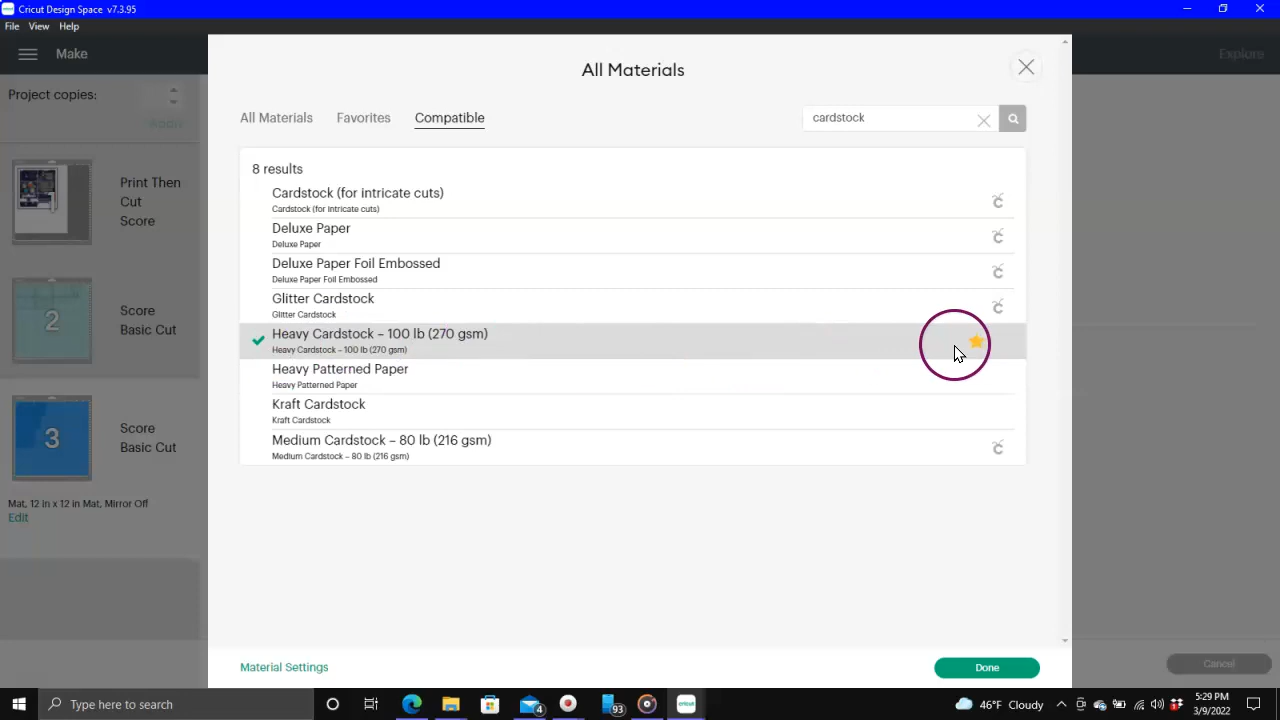 Cricut Design Space v7.3.95
File View Help
Make
Explore
Project copies:
Apply
Print Then
Cut
Score
2
Score
Basic Cut
3
Score
Basic Cut
Mat, 12 in x 12 in Mat, Mirror Off
Edit
All Materials
All Materials Favorites Compatible
cardstock
8 results
Cardstock (for intricate cuts)
Cardstock (for intricate cuts)
Deluxe Paper
Deluxe Paper
Deluxe Paper Foil Embossed
Deluxe Paper Foil Embossed
Glitter Cardstock
Glitter Cardstock
Heavy Cardstock – 100 lb (270 gsm)
Heavy Cardstock – 100 lb (270 gsm)
Heavy Patterned Paper
Heavy Patterned Paper
Kraft Cardstock
Kraft Cardstock
Medium Cardstock – 80 lb (216 gsm)
Medium Cardstock – 80 lb (216 gsm)
Material Settings
Done
Cancel
Type here to search
4
93
cricut
46°F Cloudy
5:29 PM
3/9/2022